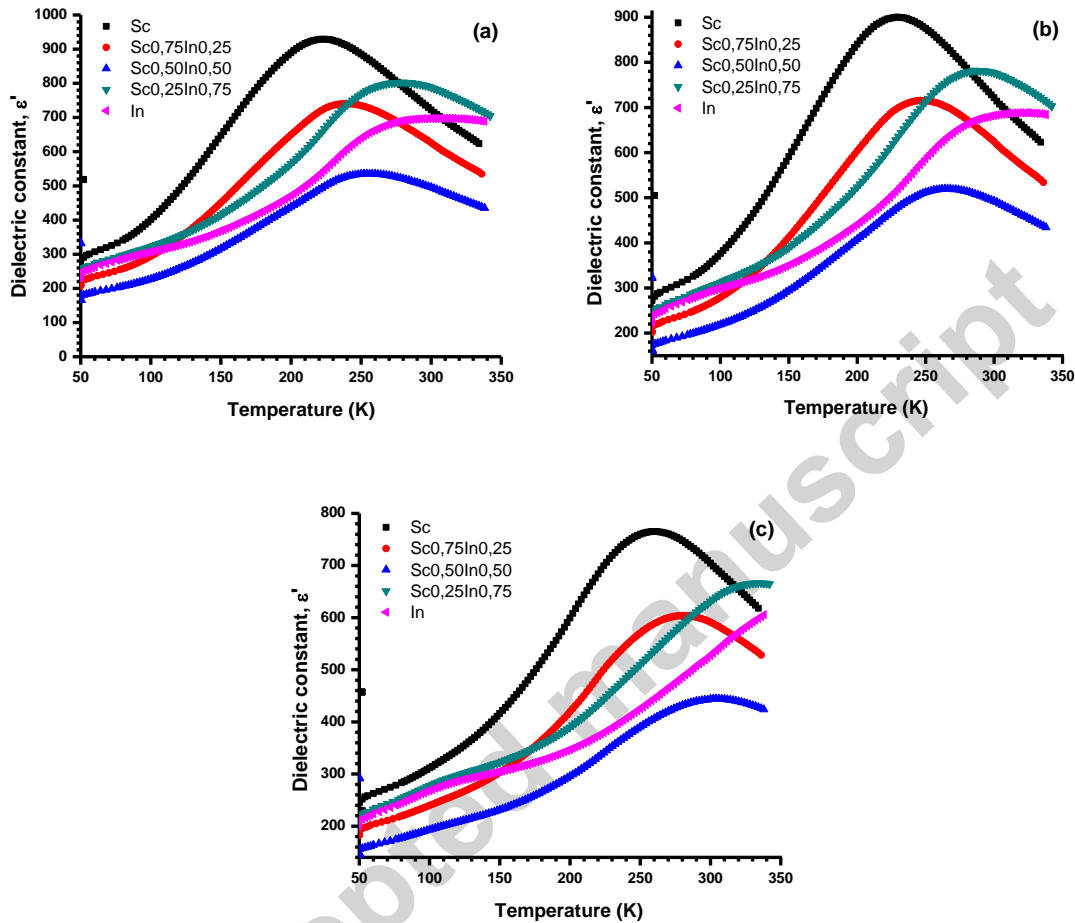 (a)
Sc
Sc0,75In0,25
Sc0,50In0,50
Sc0,25In0,75
In
1000
900
800
700
600
500
400
300
200
100
0
Dielectric constant, ε'
50 100 150 200 250 300 350
Temperature (K)
(b)
Sc
Sc0,75In0,25
Sc0,50In0,50
Sc0,25In0,75
In
900
800
700
600
500
400
300
200
Dielectric constant, ε'
50 100 150 200 250 300 350
Temperature (K)
(c)
Sc
Sc0,75In0,25
Sc0,50In0,50
Sc0,25In0,75
In
800
700
600
500
400
300
200
Dielectric constant, ε'
50 100 150 200 250 300 350
Temperature (K)
epted manuscript